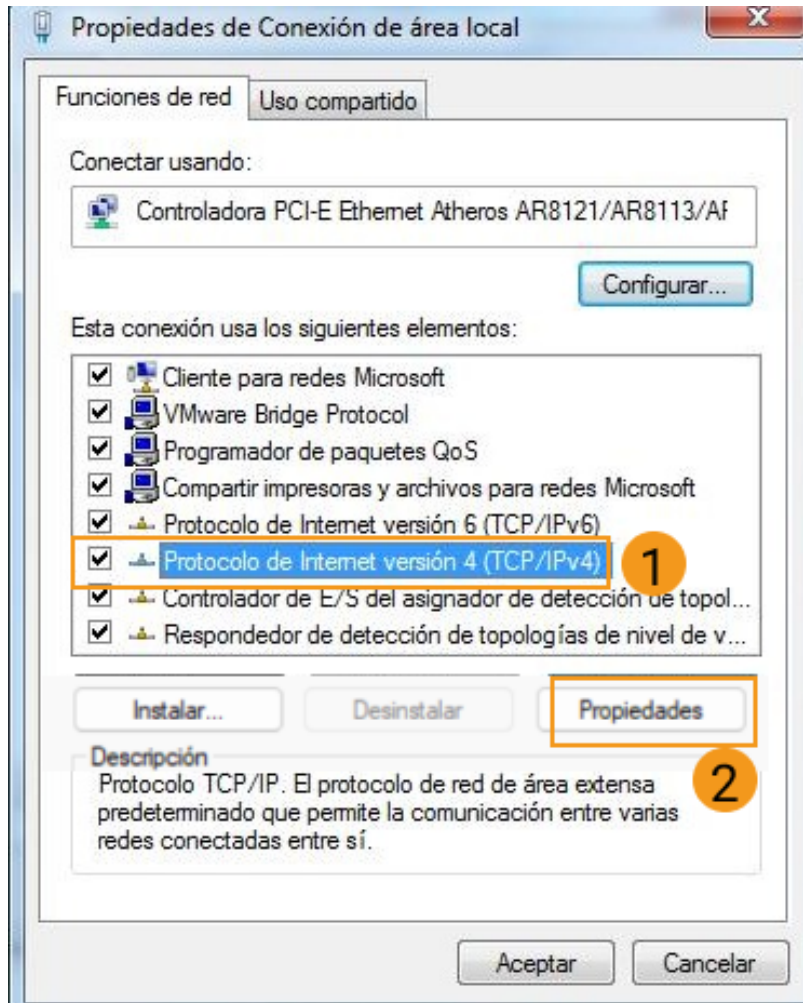 Propiedades de Conexión de área local
Funciones de red
Uso compartido
Conectar usando:
Controladora PCI-E Ethernet Atheros AR8121/AR8113/AF
Configurar...
Esta conexión usa los siguientes elementos:
Cliente para redes Microsoft
VMware Bridge Protocol
Programador de paquetes QoS
Compartir impresoras y archivos para redes Microsoft
Protocolo de Internet versión 6 (TCP/IPv6)
Protocolo de Internet versión 4 (TCP/IPv4)
1
Controlador de E/S del asignador de detección de topol...
Respondedor de detección de topologías de nivel de v...
Instalar...
Desinstalar
Propiedades
2
Descripción
Protocolo TCP/IP. El protocolo de red de área extensa
predeterminado que permite la comunicación entre varias
redes conectadas entre sí.
Aceptar
Cancelar